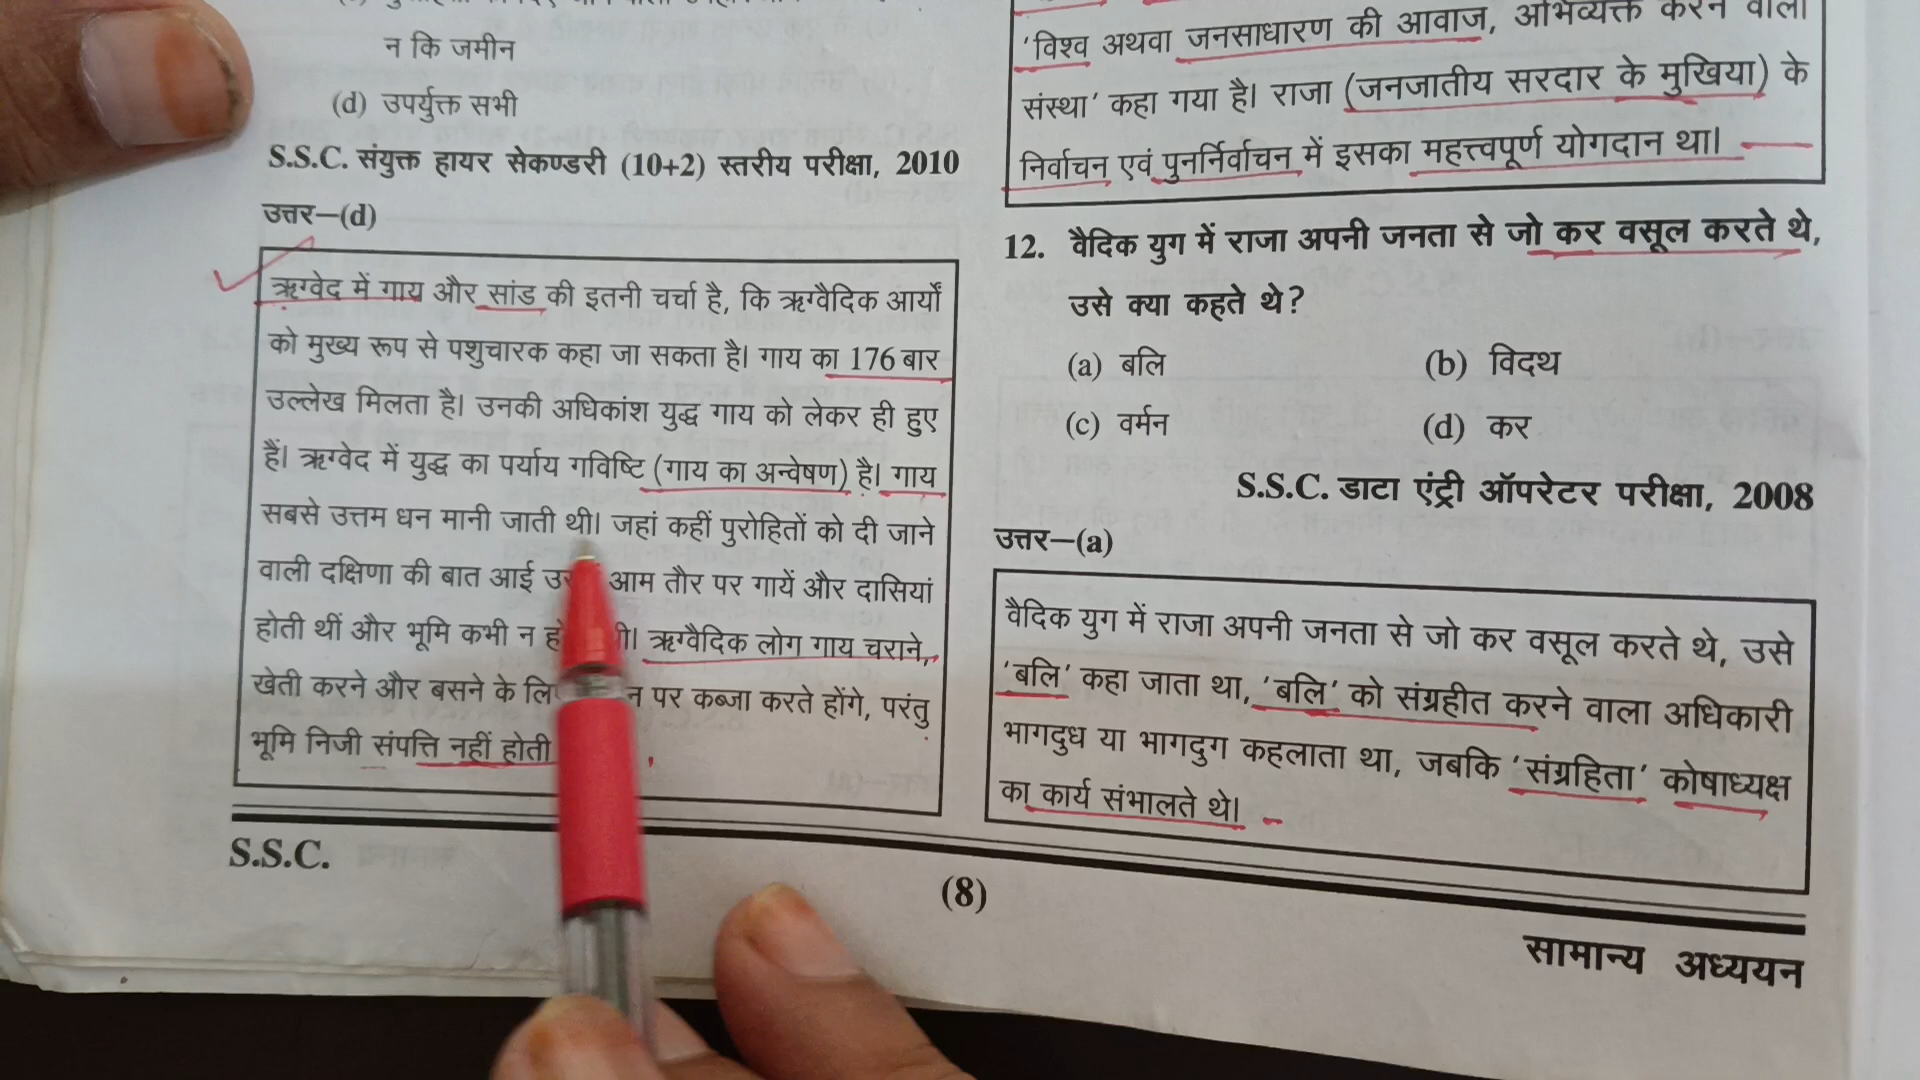 न कि जमीन
(d) उपर्युक्त सभी
S.S.C. संयुक्त हायर सेकण्डरी (10+2) स्तरीय परीक्षा, 2010
उत्तर—(d)
ऋग्वेद में गाय और सांड की इतनी चर्चा है, कि ऋग्वैदिक आर्यों
को मुख्य रूप से पशुचारक कहा जा सकता है। गाय का 176 बार
उल्लेख मिलता है। उनकी अधिकांश युद्ध गाय को लेकर ही हुए
हैं। ऋग्वेद में युद्ध का पर्याय गविष्टि (गाय का अन्वेषण) है। गाय
सबसे उत्तम धन मानी जाती थी। जहां कहीं पुरोहितों को दी जाने
वाली दक्षिणा की बात आई आम तौर पर गायें और दासियां
होती थीं और भूमि कभी न ऋग्वैदिक लोग गाय चराने,
खेती करने और बसने के पर कब्जा करते होंगे, परंतु
भूमि निजी संपत्ति नहीं होती
S.S.C.
'विश्व अथवा जनसाधारण की आवाज, अभिव्यक्त करने वाली
संस्था' कहा गया है। राजा (जनजातीय सरदार के मुखिया) के
निर्वाचन एवं पुनर्निर्वाचन में इसका महत्त्वपूर्ण योगदान था।
12. वैदिक युग में राजा अपनी जनता से जो कर वसूल करते थे,
उसे क्या कहते थे?
(a) बलि (b) विदथ
(c) वर्मन (d) कर
S.S.C. डाटा एंट्री ऑपरेटर परीक्षा, 2008
उत्तर—(a)
वैदिक युग में राजा अपनी जनता से जो कर वसूल करते थे, उसे
'बलि' कहा जाता था, 'बलि' को संग्रहीत करने वाला अधिकारी
भागदुध या भागदुग कहलाता था, जबकि 'संग्रहिता' कोषाध्यक्ष
का कार्य संभालते थे।
(8)
सामान्य अध्ययन